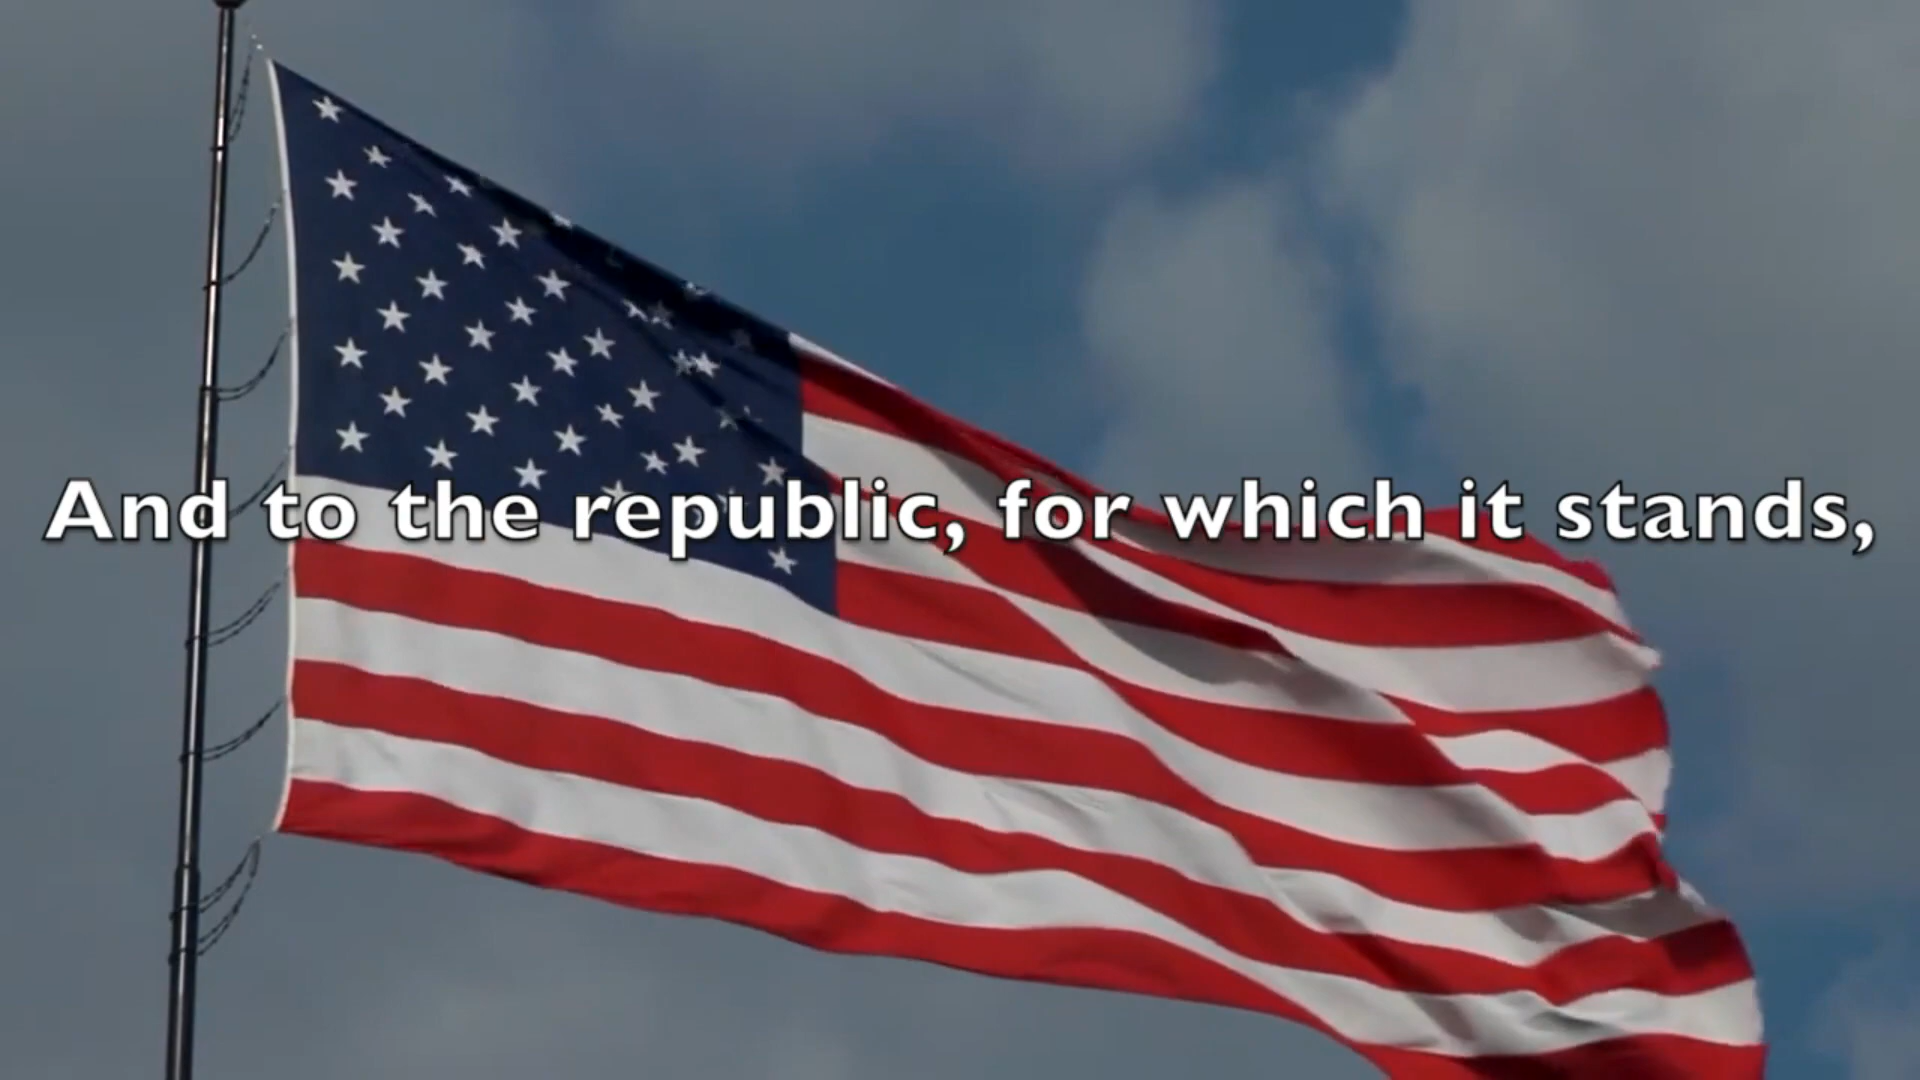 And to the republic, for which it stands,